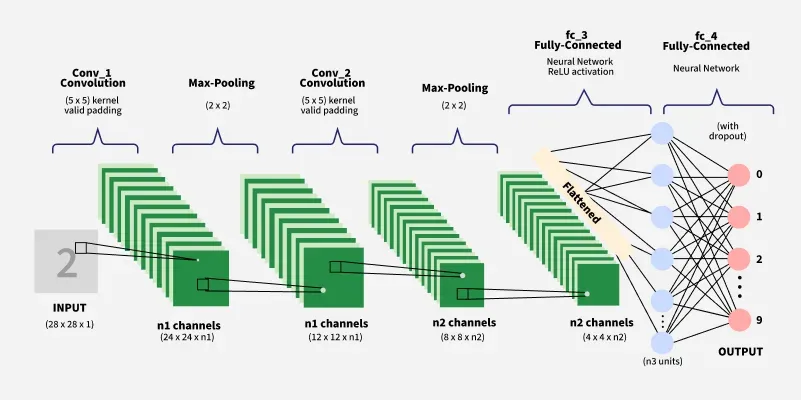 Conv_1
Convolution
(5 x 5) kernel
valid padding
Max-Pooling
(2 x 2)
Conv_2
Convolution
(5 x 5) kernel
valid padding
Max-Pooling
(2 x 2)
fc_3
Fully-Connected
Neural Network
ReLU activation
fc_4
Fully-Connected
Neural Network
(with
dropout)
2
INPUT
(28 x 28 x 1)
n1 channels
(24 x 24 x n1)
n1 channels
(12 x 12 x n1)
n2 channels
(8 x 8 x n2)
n2 channels
(4 x 4 x n2)
Flattened
(n3 units)
0
1
2
9
OUTPUT